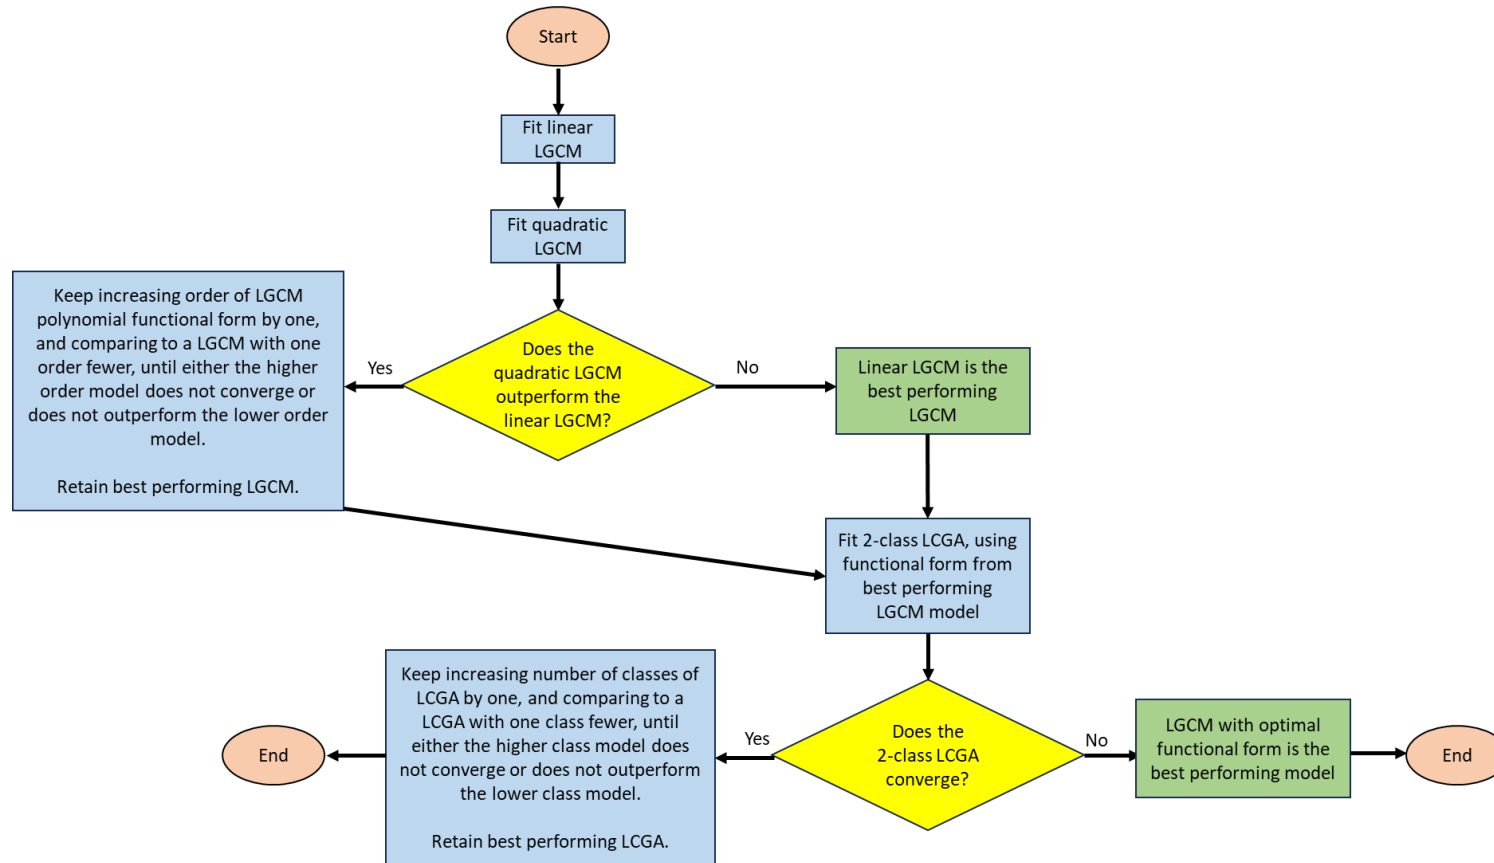 Start
Fit linear
LGCM
Fit quadratic
LGCM
Keep increasing order of LGCM
polynomial functional form by one,
and comparing to a LGCM with one
order fewer, until either the higher
order model does not converge or
does not outperform the lower order
model.
Retain best performing LGCM.
Yes
Does the
quadratic LGCM
outperform the
linear LGCM?
No
Linear LGCM is the
best performing
LGCM
Fit 2-class LCGA, using
functional form from
best performing
LGCM model
End
Keep increasing number of classes of
LCGA by one, and comparing to a
LCGA with one class fewer, until
either the higher class model does
not converge or does not outperform
the lower class model.
Retain best performing LCGA.
Yes
Does the
2-class LCGA
converge?
No
LGCM with optimal
functional form is the
best performing model
End